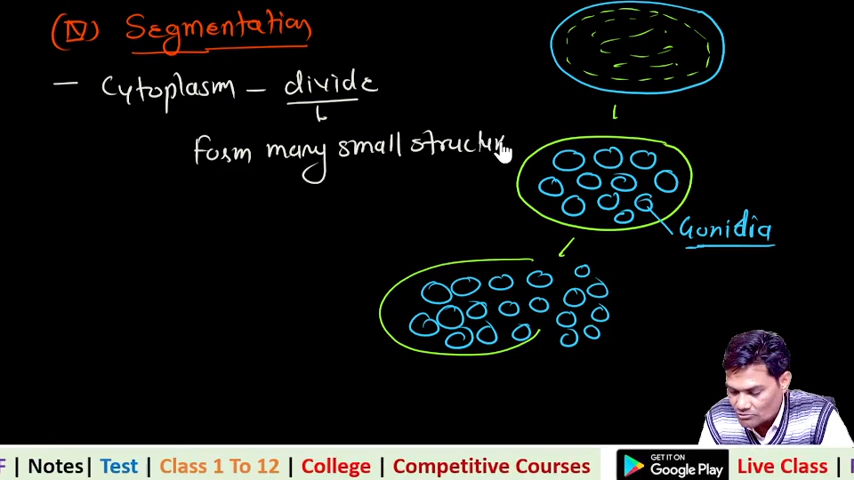 (IV) Segmentation
— Cytoplasm — divide
Form many small structur
Gonidia
F | Notes| Test | Class 1 To 12 | College | Competitive Courses
GET IT ON
Google Play
Live Class |